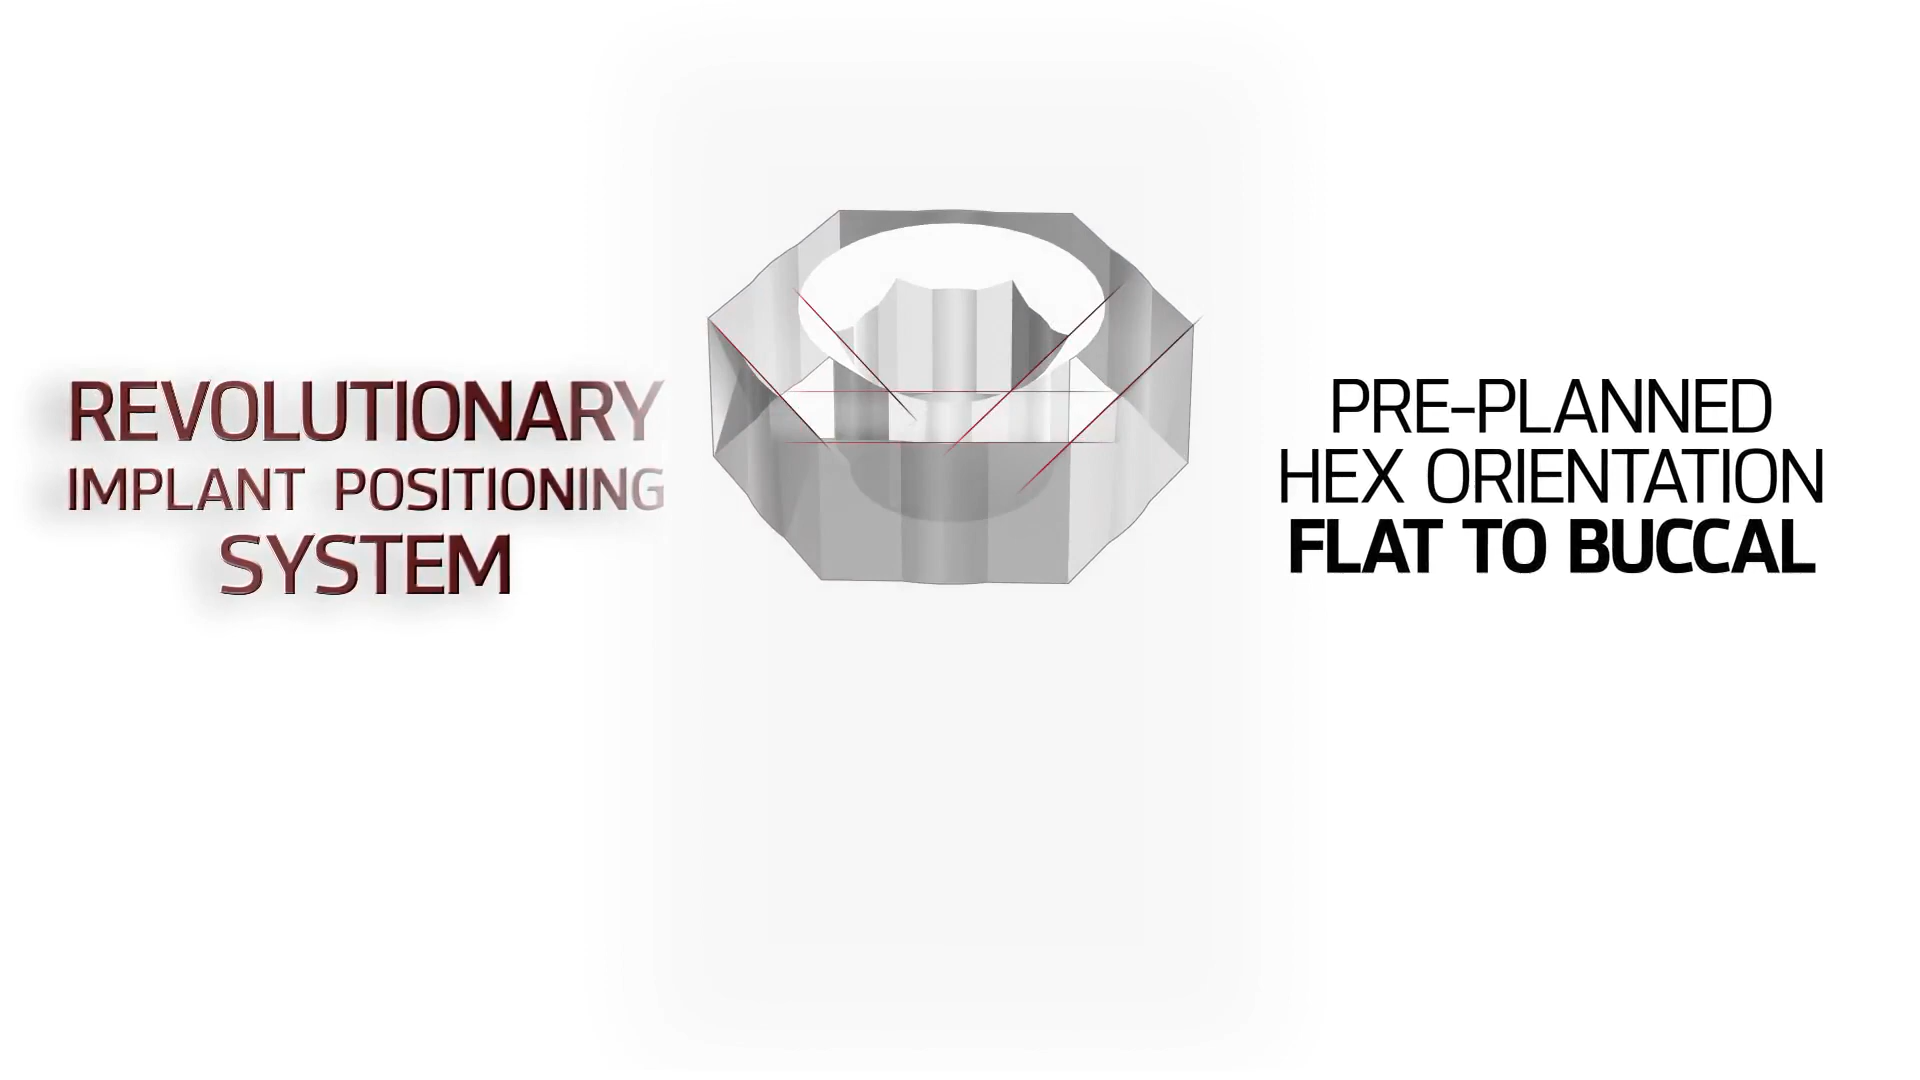 REVOLUTIONARY
IMPLANT POSITIONING
SYSTEM
PRE-PLANNED
HEX ORIENTATION
FLAT TO BUCCAL